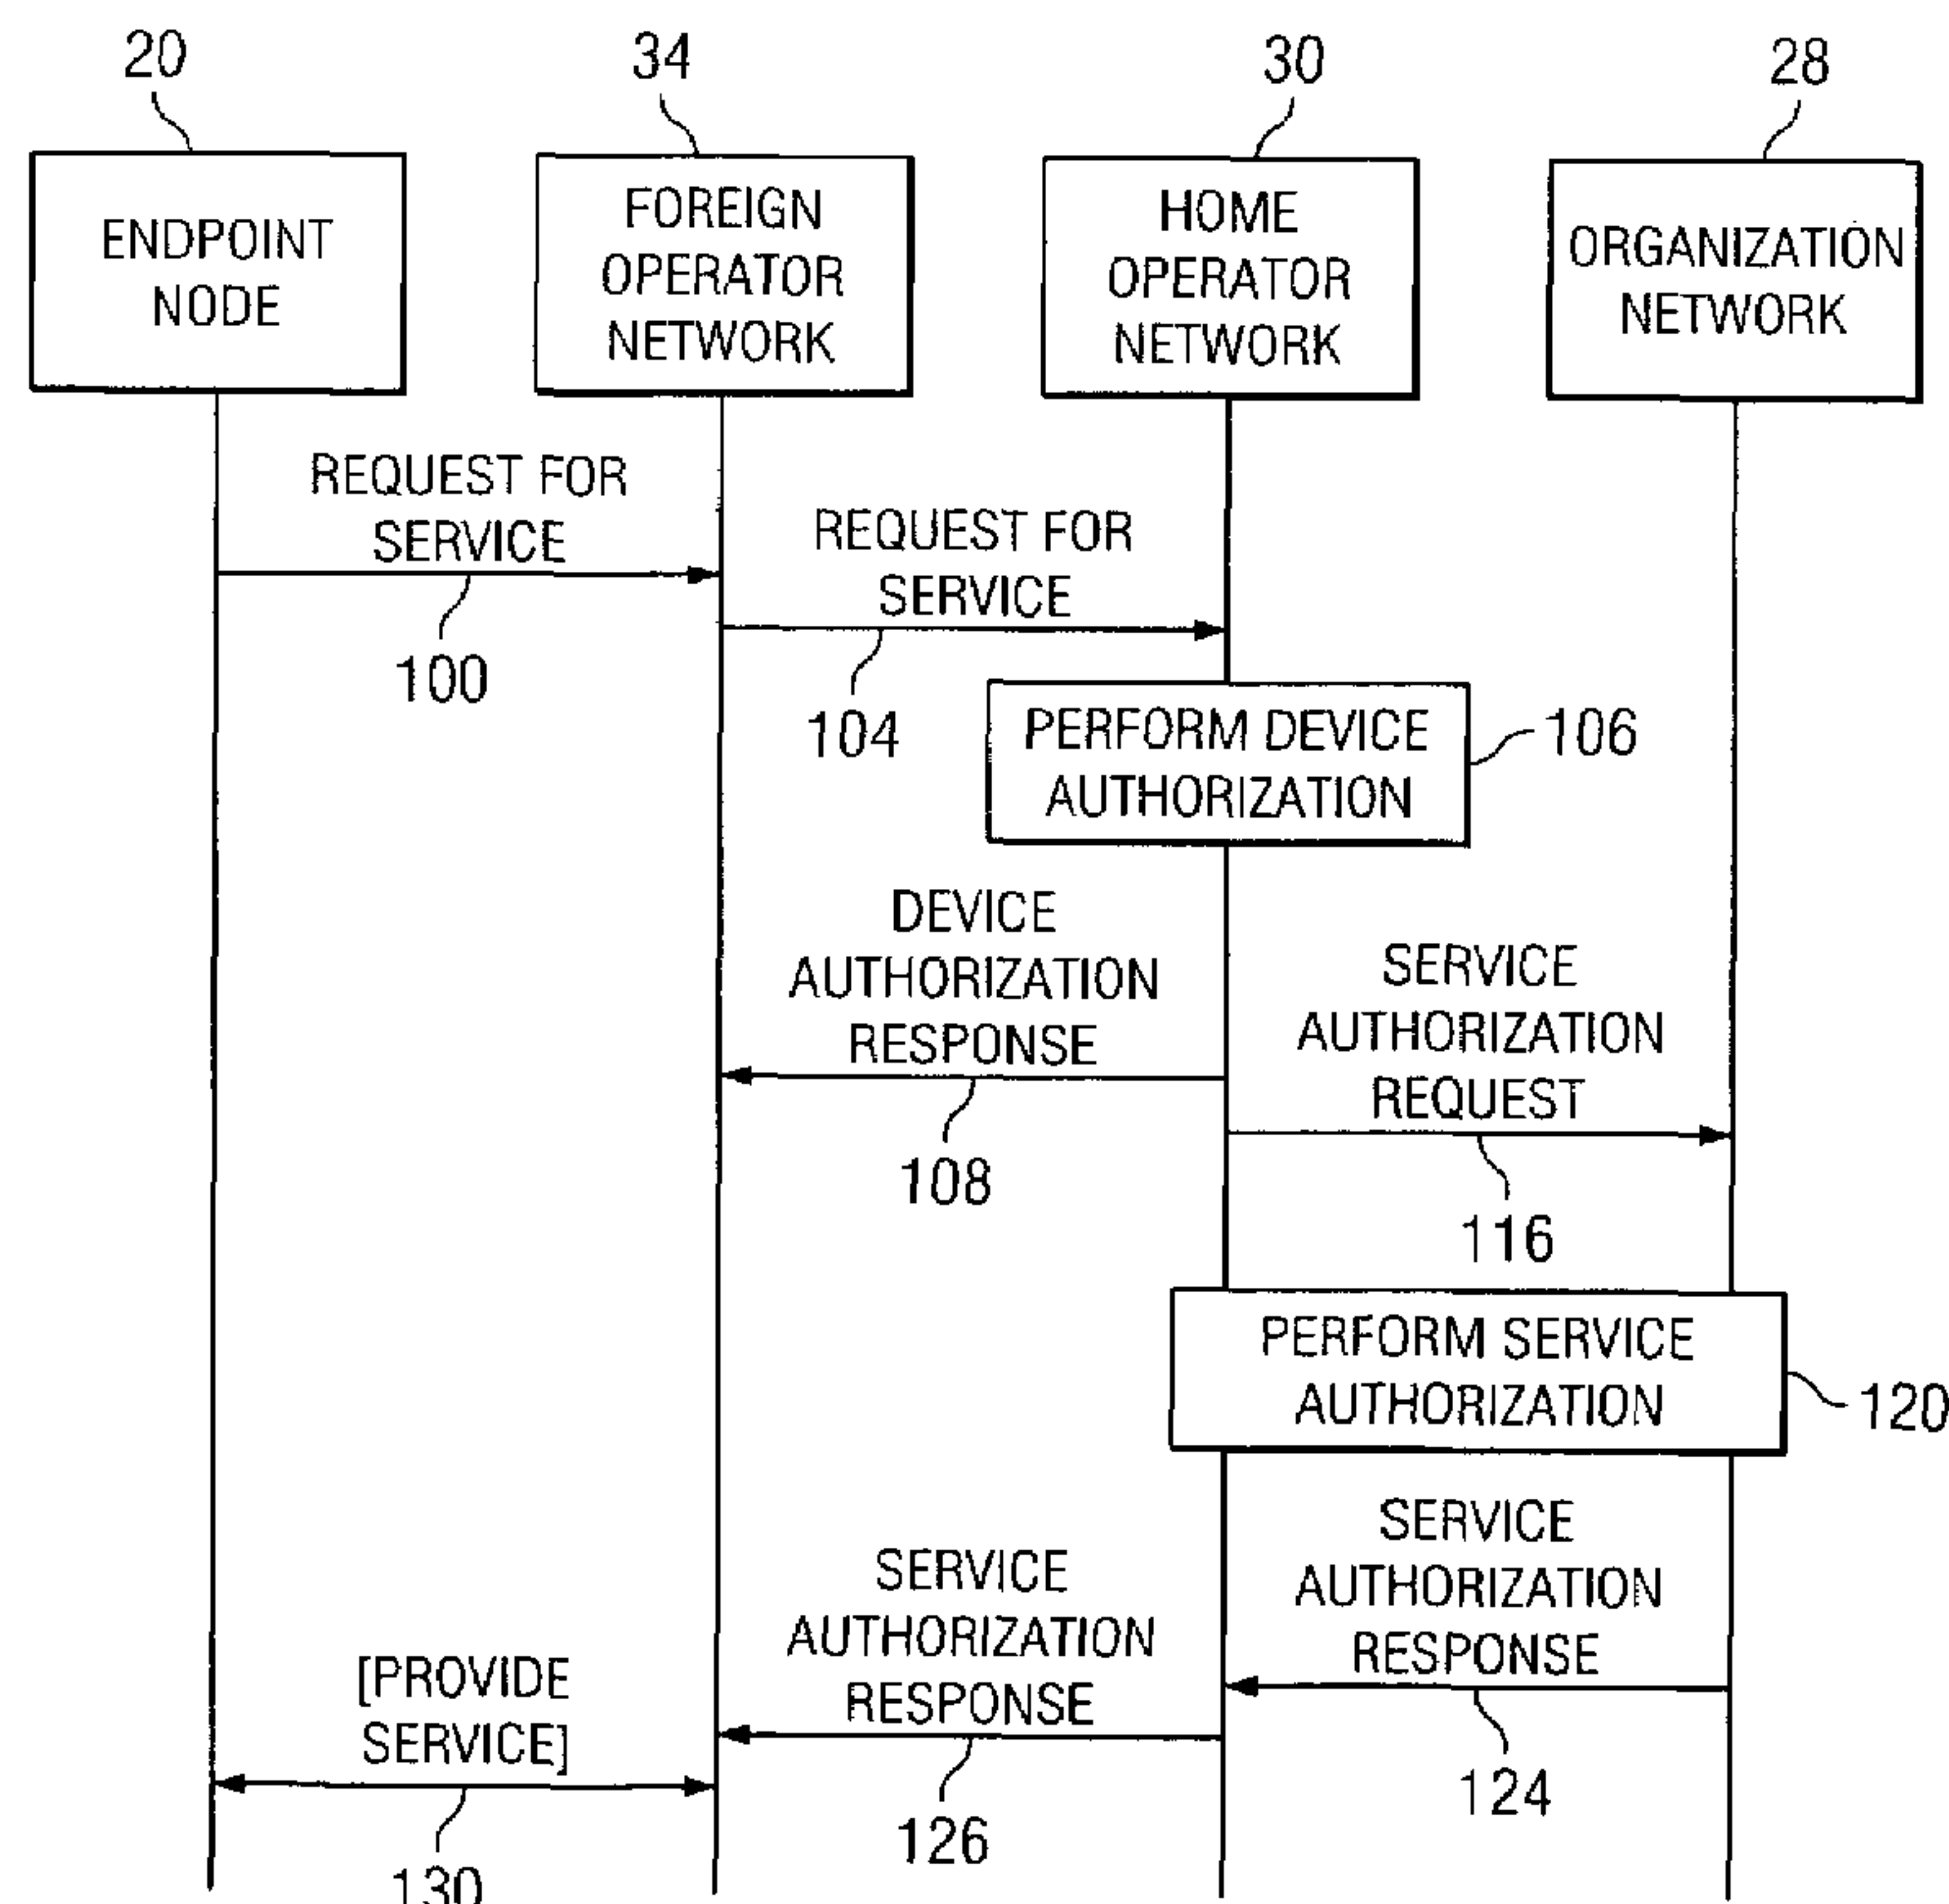 20
34
30
28
ENDPOINT
NODE
FOREIGN
OPERATOR
NETWORK
HOME
OPERATOR
NETWORK
ORGANIZATION
NETWORK
REQUEST FOR
SERVICE
100
REQUEST FOR
SERVICE
104
PERFORM DEVICE
AUTHORIZATION
106
DEVICE
AUTHORIZATION
RESPONSE
108
SERVICE
AUTHORIZATION
REQUEST
116
PERFORM SERVICE
AUTHORIZATION
120
SERVICE
AUTHORIZATION
RESPONSE
124
SERVICE
AUTHORIZATION
RESPONSE
126
[PROVIDE
SERVICE]
130